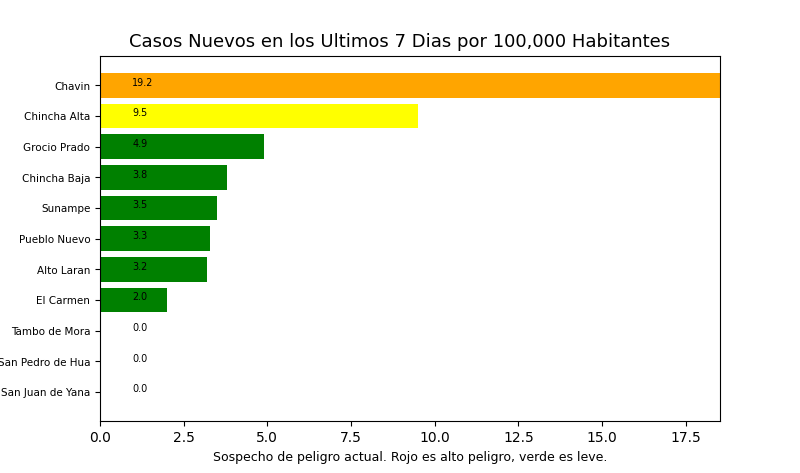 Casos Nuevos en los Ultimos 7 Dias por 100,000 Habitantes
Chavin 19.2
Chincha Alta 9.5
Grocio Prado 4.9
Chincha Baja 3.8
Sunampe 3.5
Pueblo Nuevo 3.3
Alto Laran 3.2
El Carmen 2.0
Tambo de Mora 0.0
San Pedro de Hua 0.0
San Juan de Yana 0.0
0.0 2.5 5.0 7.5 10.0 12.5 15.0 17.5
Sospecho de peligro actual. Rojo es alto peligro, verde es leve.